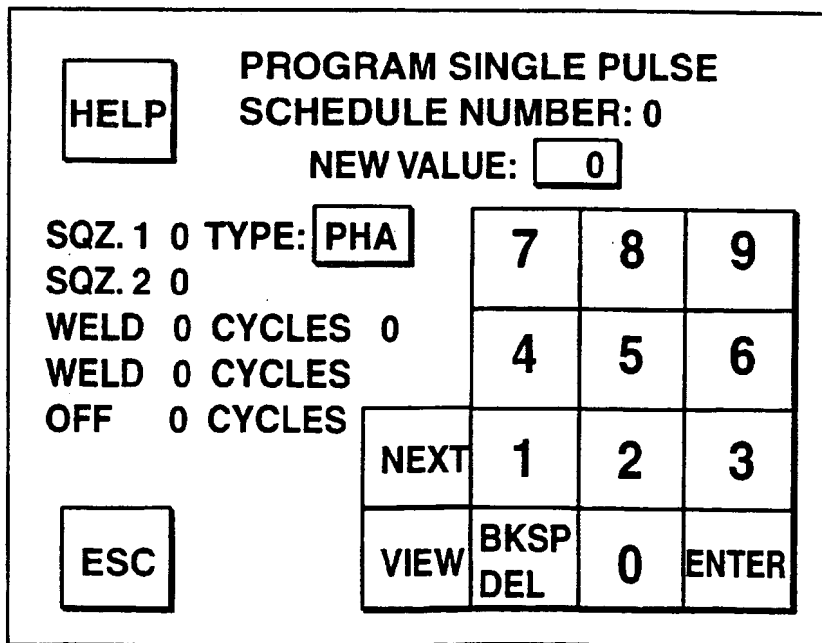 PROGRAM SINGLE PULSE
HELP
SCHEDULE NUMBER: 0
NEW VALUE: 0
SQZ. 1 0 TYPE: PHA
SQZ. 2 0
WELD 0 CYCLES 0
WELD 0 CYCLES
OFF 0 CYCLES
7 8 9
4 5 6
NEXT 1 2 3
ESC
VIEW BKSP DEL 0 ENTER